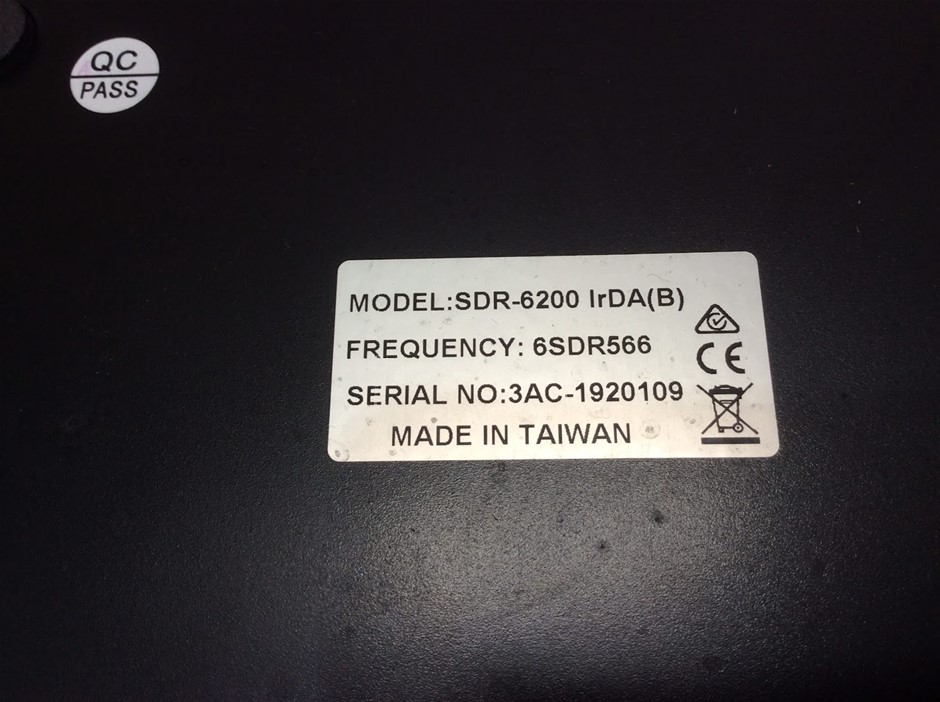 QC
PASS
MODEL:SDR-6200 IrDA(B)
FREQUENCY: 6SDR566
SERIAL NO:3AC-1920109
MADE IN TAIWAN
CE